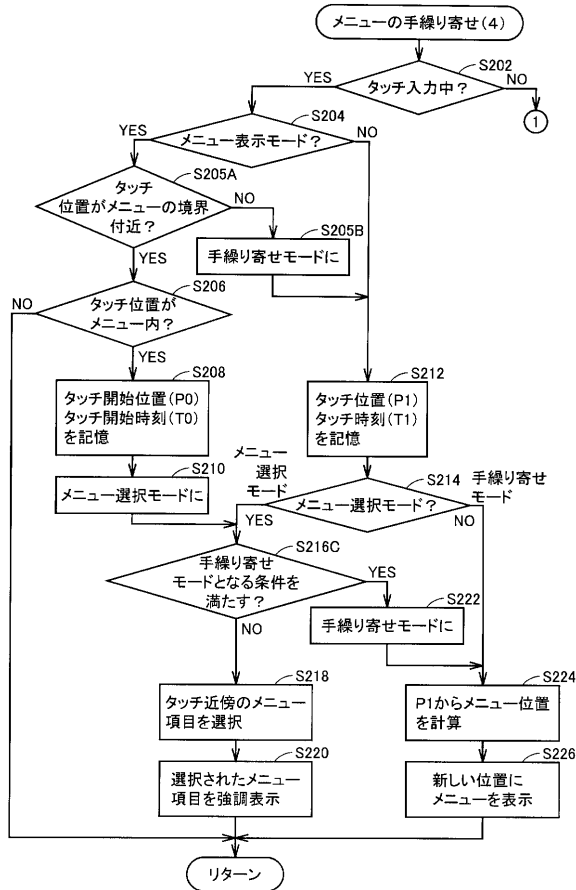 メニューの手繰り寄せ(4)
S202
タッチ入力中?
YES
NO
1
S204
メニュー表示モード?
YES
NO
S205A
タッチ
位置がメニューの境界
付近?
NO
YES
S205B
手繰り寄せモードに
S206
タッチ位置が
メニュー内?
NO
YES
S208
タッチ開始位置(P0)
タッチ開始時刻(T0)
を記憶
S212
タッチ位置(P1)
タッチ時刻(T1)
を記憶
S210
メニュー選択モードに
メニュー
選択
モード
S214
メニュー選択モード?
手繰り寄せ
モード
YES
NO
S216C
手繰り寄せ
モードとなる条件を
満たす?
YES
NO
S222
手繰り寄せモードに
S218
タッチ近傍のメニュー
項目を選択
S224
P1からメニュー位置
を計算
S220
選択されたメニュー
項目を強調表示
S226
新しい位置に
メニューを表示
リターン